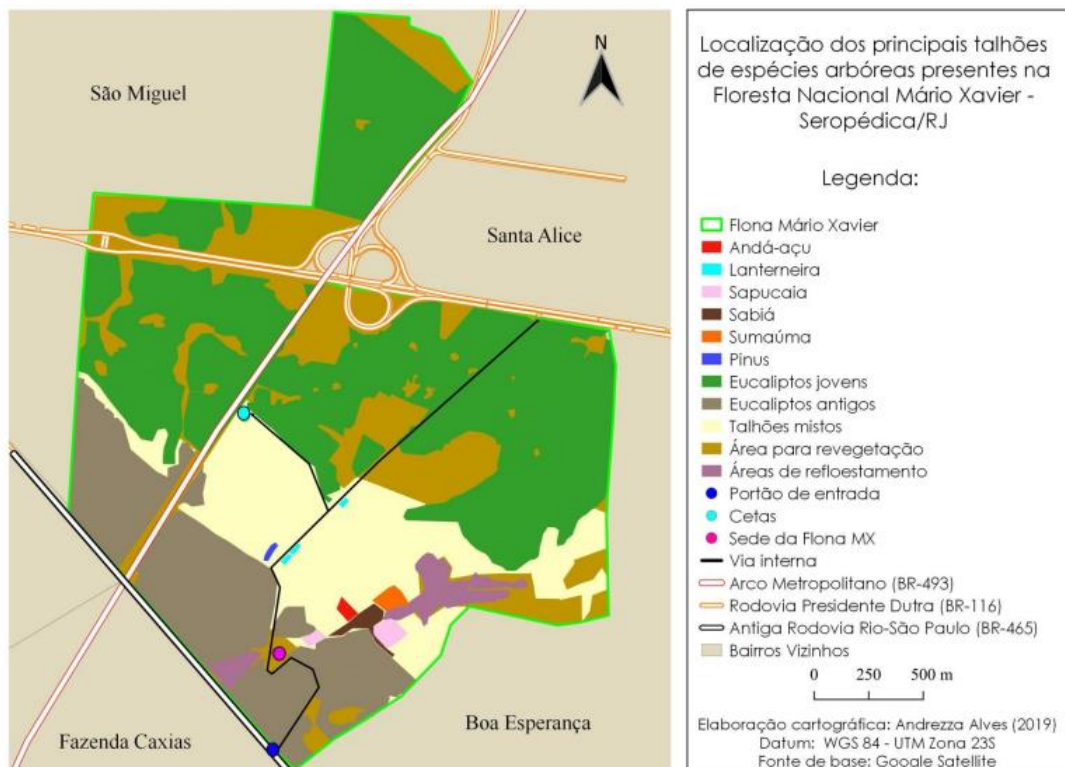 São Miguel
N
Santa Alice
Fazenda Caxias
Boa Esperança
Localização dos principais talhões
de espécies arbóreas presentes na
Floresta Nacional Mário Xavier -
Seropédica/RJ
Legenda:
Flona Mário Xavier
Andá-açu
Lanterneira
Sapucaia
Sabiá
Sumaúma
Pinus
Eucaliptos jovens
Eucaliptos antigos
Talhões mistos
Área para revegetação
Áreas de refloestamento
Portão de entrada
Cetas
Sede da Flona MX
Via interna
Arco Metropolitano (BR-493)
Rodovia Presidente Dutra (BR-116)
Antiga Rodovia Rio-São Paulo (BR-465)
Bairros Vizinhos
0 250 500 m
Elaboração cartográfica: Andrezza Alves (2019)
Datum: WGS 84 - UTM Zona 23S
Fonte de base: Google Satellite